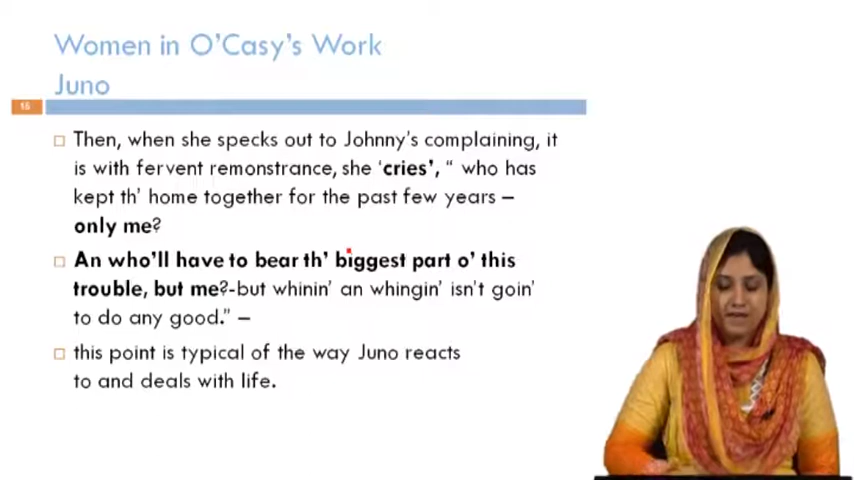 Women in O'Casy's Work
Juno
15
Then, when she specks out to Johnny's complaining, it
is with fervent remonstrance, she 'cries', " who has
kept th' home together for the past few years –
only me?
An who'll have to bear th' biggest part o' this
trouble, but me?-but whinin' an whingin' isn't goin'
to do any good." –
this point is typical of the way Juno reacts
to and deals with life.